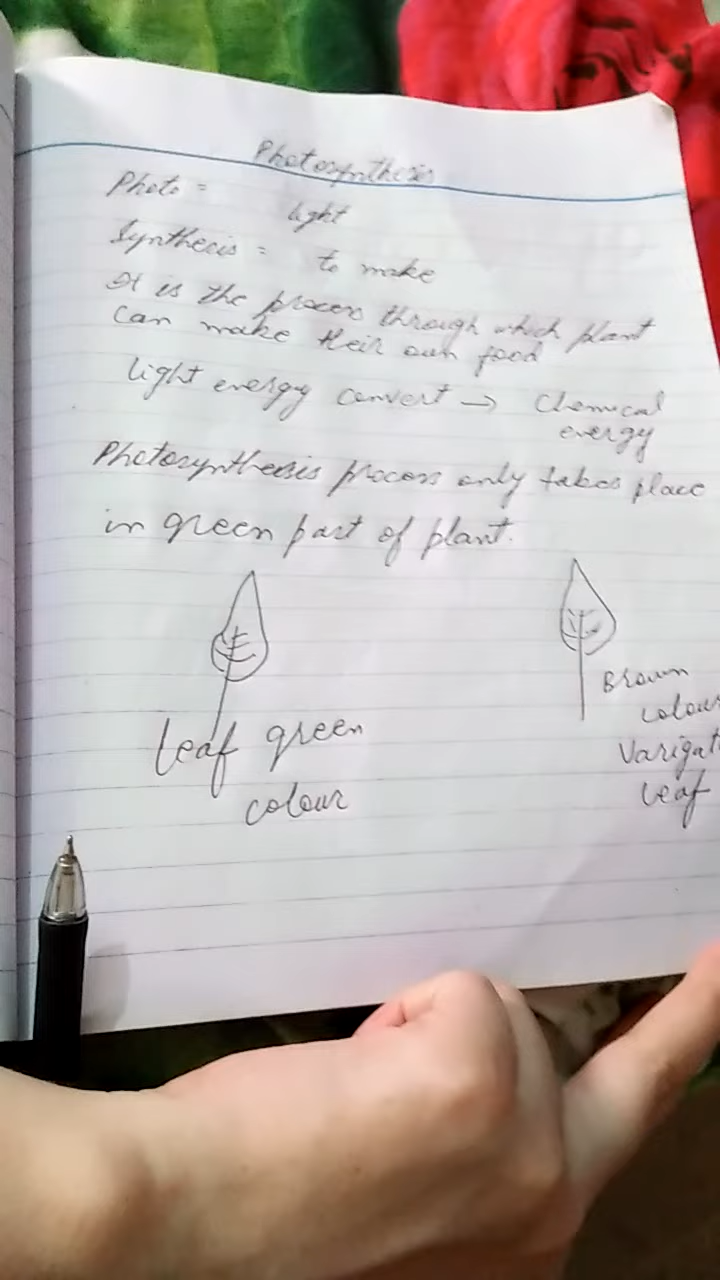 Photosynthesis
Photo = light
Synthesis = to make
It is the process through which plant
can make their own food
light energy convert → Chemical
energy
Photosynthesis process only takes place
in green part of plant.
leaf green
colour
Brown
colour
Varigat
leaf